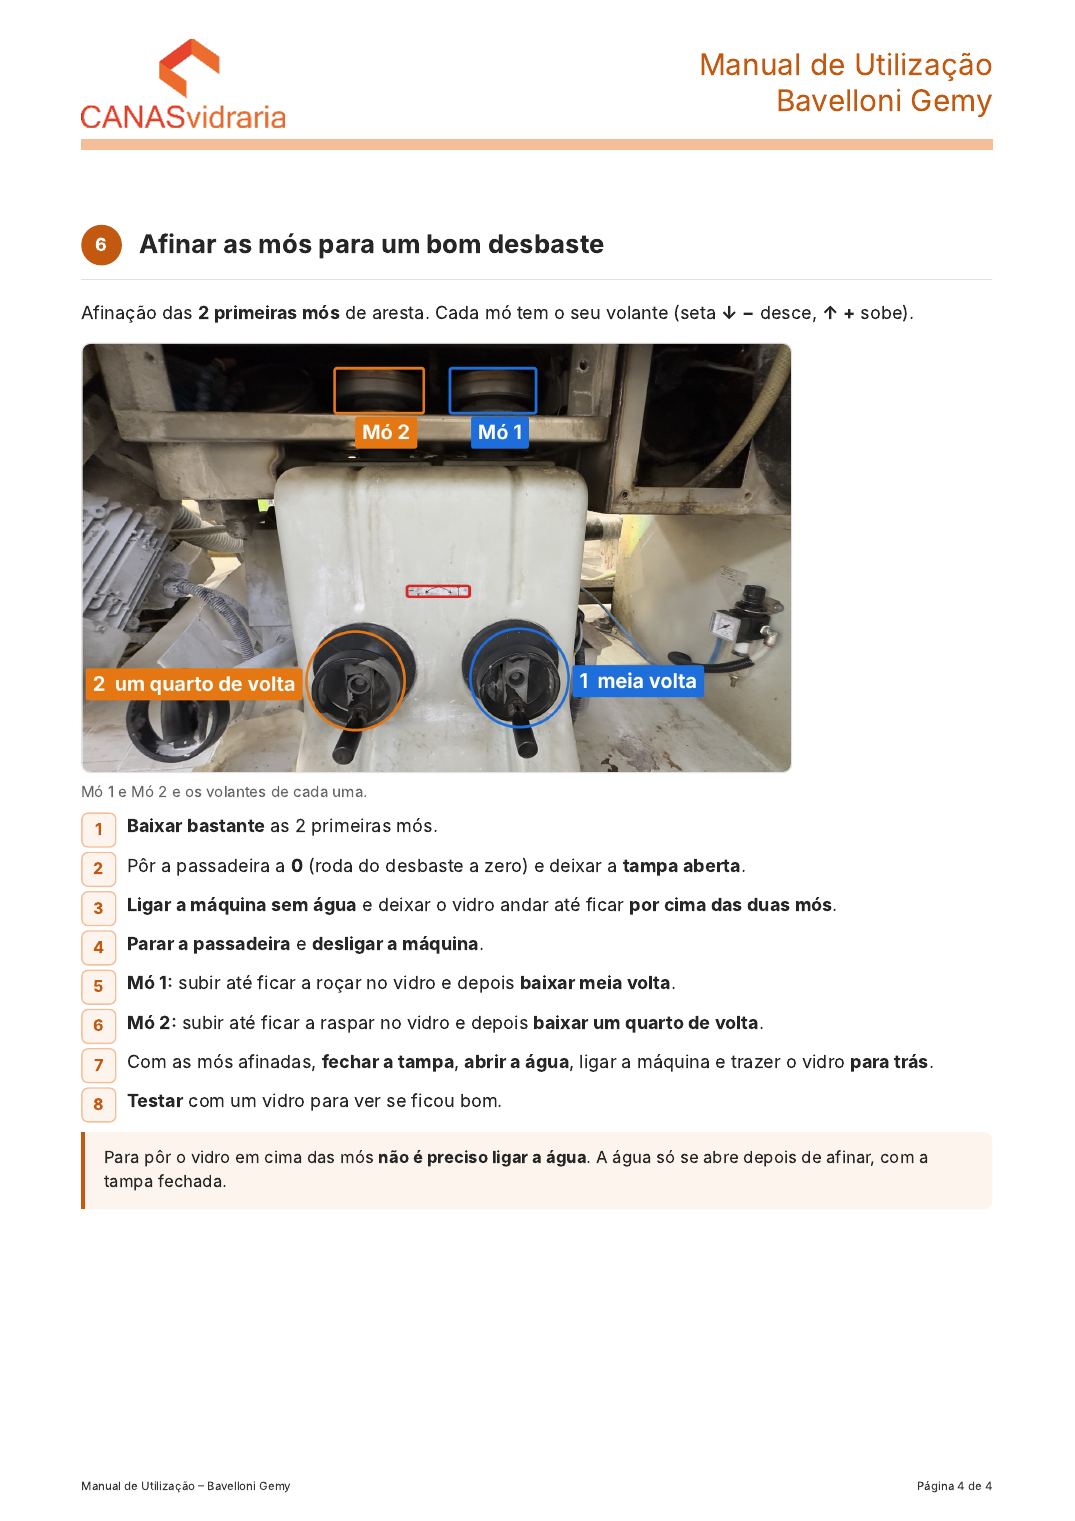 CANASvidraria
Manual de Utilização
Bavelloni Gemy
6 Afinar as mós para um bom desbaste
Afinação das 2 primeiras mós de aresta. Cada mó tem o seu volante (seta ↓ − desce, ↑ + sobe).
Mó 2 Mó 1
2 um quarto de volta
1 meia volta
Mó 1 e Mó 2 e os volantes de cada uma.
1 Baixar bastante as 2 primeiras mós.
2 Pôr a passadeira a 0 (roda do desbaste a zero) e deixar a tampa aberta.
3 Ligar a máquina sem água e deixar o vidro andar até ficar por cima das duas mós.
4 Parar a passadeira e desligar a máquina.
5 Mó 1: subir até ficar a roçar no vidro e depois baixar meia volta.
6 Mó 2: subir até ficar a raspar no vidro e depois baixar um quarto de volta.
7 Com as mós afinadas, fechar a tampa, abrir a água, ligar a máquina e trazer o vidro para trás.
8 Testar com um vidro para ver se ficou bom.
Para pôr o vidro em cima das mós não é preciso ligar a água. A água só se abre depois de afinar, com a
tampa fechada.
Manual de Utilização – Bavelloni Gemy
Página 4 de 4